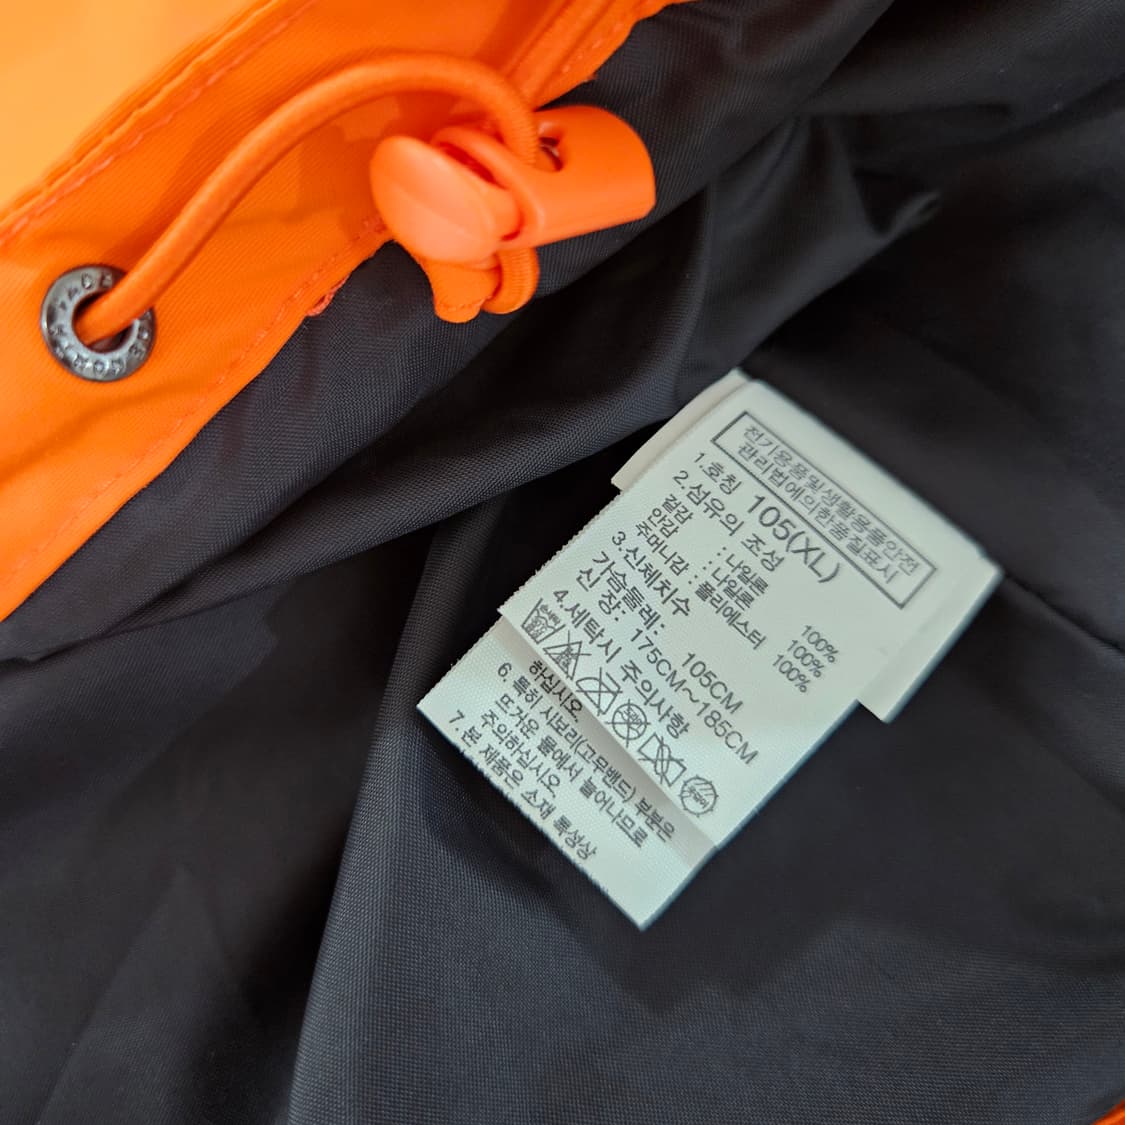 전기용품및생활용품안전
관리법에의한품질표시
1.호칭 105(XL)
2.섬유의 조성
겉감 : 나일론 100%
안감 : 나일론 100%
주머니감 : 폴리에스터 100%
3.신체치수
가슴둘레: 105CM
신 장: 175CM~185CM
4.세탁시 주의사항
하십시오
6. 특히 시보리(고무밴드) 부분은
뜨거운 물에서 늘어나므로
주의하십시오.
7.본 제품은 소재 특성상